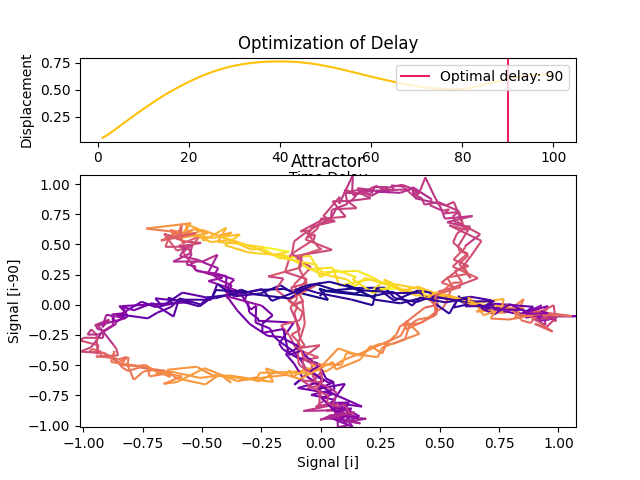 Optimization of Delay
Displacement
0.75
0.50
0.25
Optimal delay: 90
0 20 40 60 80 100
Time Delay
Attractor
Signal [i-90]
1.00
0.75
0.50
0.25
0.00
−0.25
−0.50
−0.75
−1.00
−1.00 −0.75 −0.50 −0.25 0.00 0.25 0.50 0.75 1.00
Signal [i]